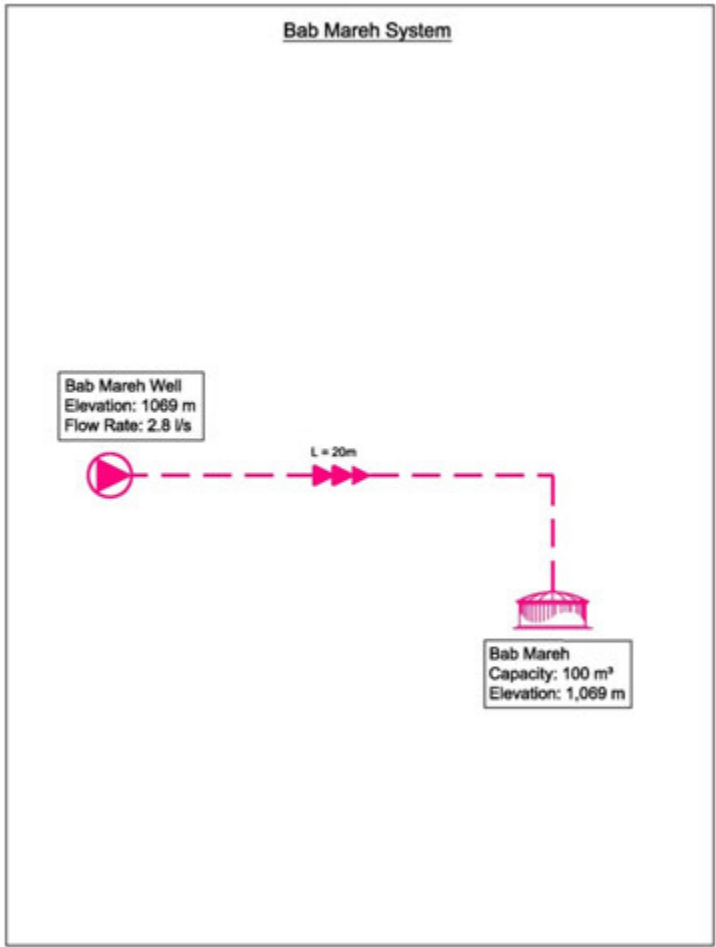 Bab Mareh System
Bab Mareh Well
Elevation: 1069 m
Flow Rate: 2.8 l/s
L = 20m
Bab Mareh
Capacity: 100 m³
Elevation: 1,069 m